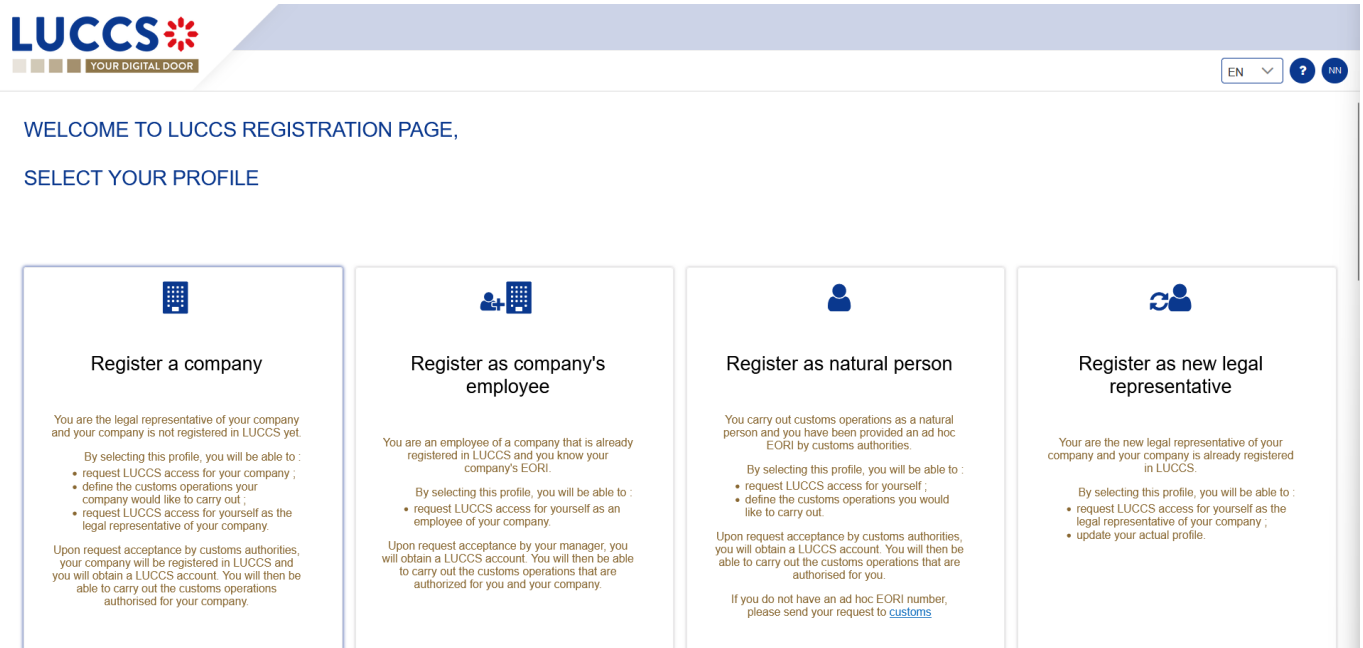 LUCCS
YOUR DIGITAL DOOR
EN
?
NN
WELCOME TO LUCCS REGISTRATION PAGE,
SELECT YOUR PROFILE
Register a company
You are the legal representative of your company
and your company is not registered in LUCCS yet.
By selecting this profile, you will be able to :
• request LUCCS access for your company ;
• define the customs operations your
company would like to carry out ;
• request LUCCS access for yourself as the
legal representative of your company.
Upon request acceptance by customs authorities,
your company will be registered in LUCCS and
you will obtain a LUCCS account. You will then be
able to carry out the customs operations
authorised for your company.
Register as company's
employee
You are an employee of a company that is already
registered in LUCCS and you know your
company's EORI.
By selecting this profile, you will be able to :
• request LUCCS access for yourself as an
employee of your company.
Upon request acceptance by your manager, you
will obtain a LUCCS account. You will then be able
to carry out the customs operations that are
authorized for you and your company.
Register as natural person
You carry out customs operations as a natural
person and you have been provided an ad hoc
EORI by customs authorities.
By selecting this profile, you will be able to :
• request LUCCS access for yourself ;
• define the customs operations you would
like to carry out.
Upon request acceptance by customs authorities,
you will obtain a LUCCS account. You will then be
able to carry out the customs operations that are
authorised for you.
If you do not have an ad hoc EORI number,
please send your request to customs
Register as new legal
representative
Your are the new legal representative of your
company and your company is already registered
in LUCCS.
By selecting this profile, you will be able to :
• request LUCCS access for yourself as the
legal representative of your company ;
• update your actual profile.